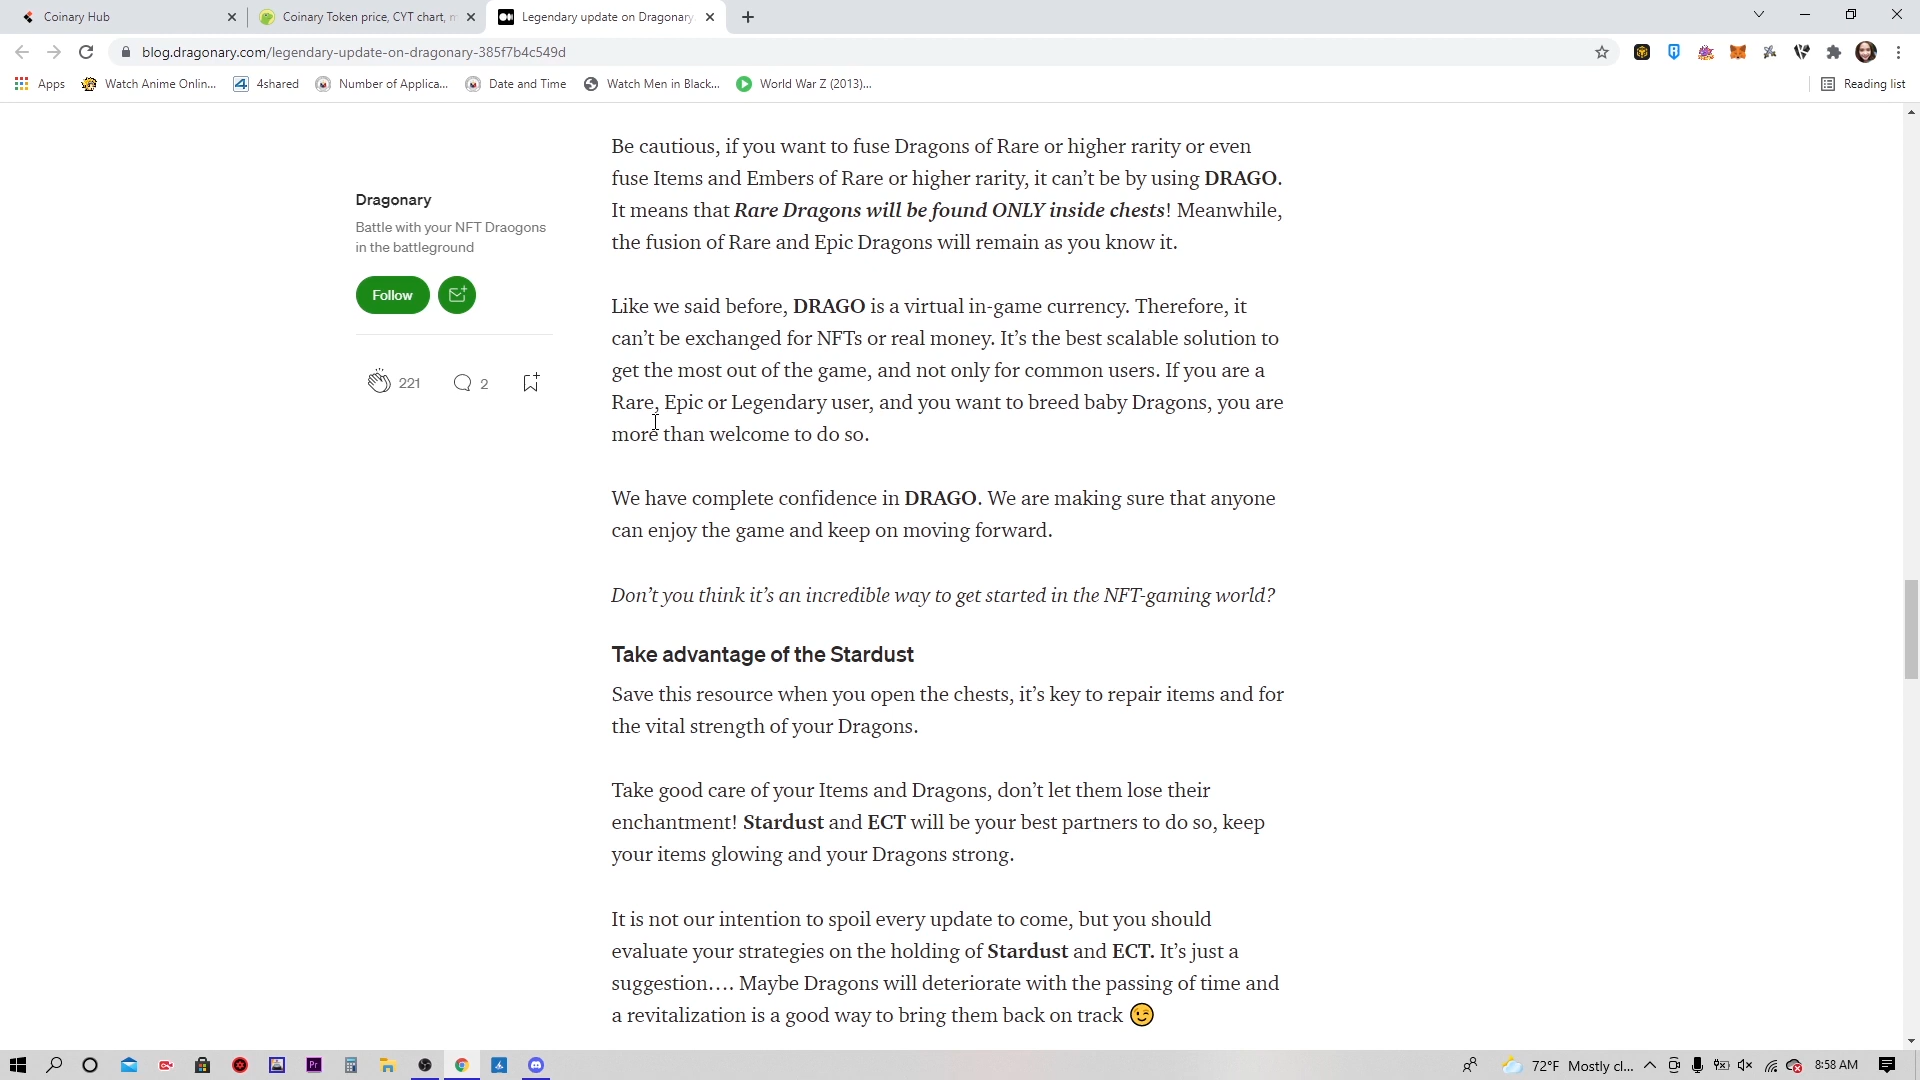 Coinary Hub
Coinary Token price, CYT chart, m
Legendary update on Dragonary
blog.dragonary.com/legendary-update-on-dragonary-385f7b4c549d
Apps
Watch Anime Onlin...
4shared
Number of Applica...
Date and Time
Watch Men in Black...
World War Z (2013)...
Reading list
Dragonary
Battle with your NFT Draogons
in the battleground
Follow
221
2
Be cautious, if you want to fuse Dragons of Rare or higher rarity or even
fuse Items and Embers of Rare or higher rarity, it can’t be by using DRAGO.
It means that Rare Dragons will be found ONLY inside chests! Meanwhile,
the fusion of Rare and Epic Dragons will remain as you know it.
Like we said before, DRAGO is a virtual in-game currency. Therefore, it
can’t be exchanged for NFTs or real money. It’s the best scalable solution to
get the most out of the game, and not only for common users. If you are a
Rare, Epic or Legendary user, and you want to breed baby Dragons, you are
more than welcome to do so.
We have complete confidence in DRAGO. We are making sure that anyone
can enjoy the game and keep on moving forward.
Don’t you think it’s an incredible way to get started in the NFT-gaming world?
Take advantage of the Stardust
Save this resource when you open the chests, it’s key to repair items and for
the vital strength of your Dragons.
Take good care of your Items and Dragons, don’t let them lose their
enchantment! Stardust and ECT will be your best partners to do so, keep
your items glowing and your Dragons strong.
It is not our intention to spoil every update to come, but you should
evaluate your strategies on the holding of Stardust and ECT. It’s just a
suggestion…. Maybe Dragons will deteriorate with the passing of time and
a revitalization is a good way to bring them back on track 😉
72°F Mostly cl...
8:58 AM